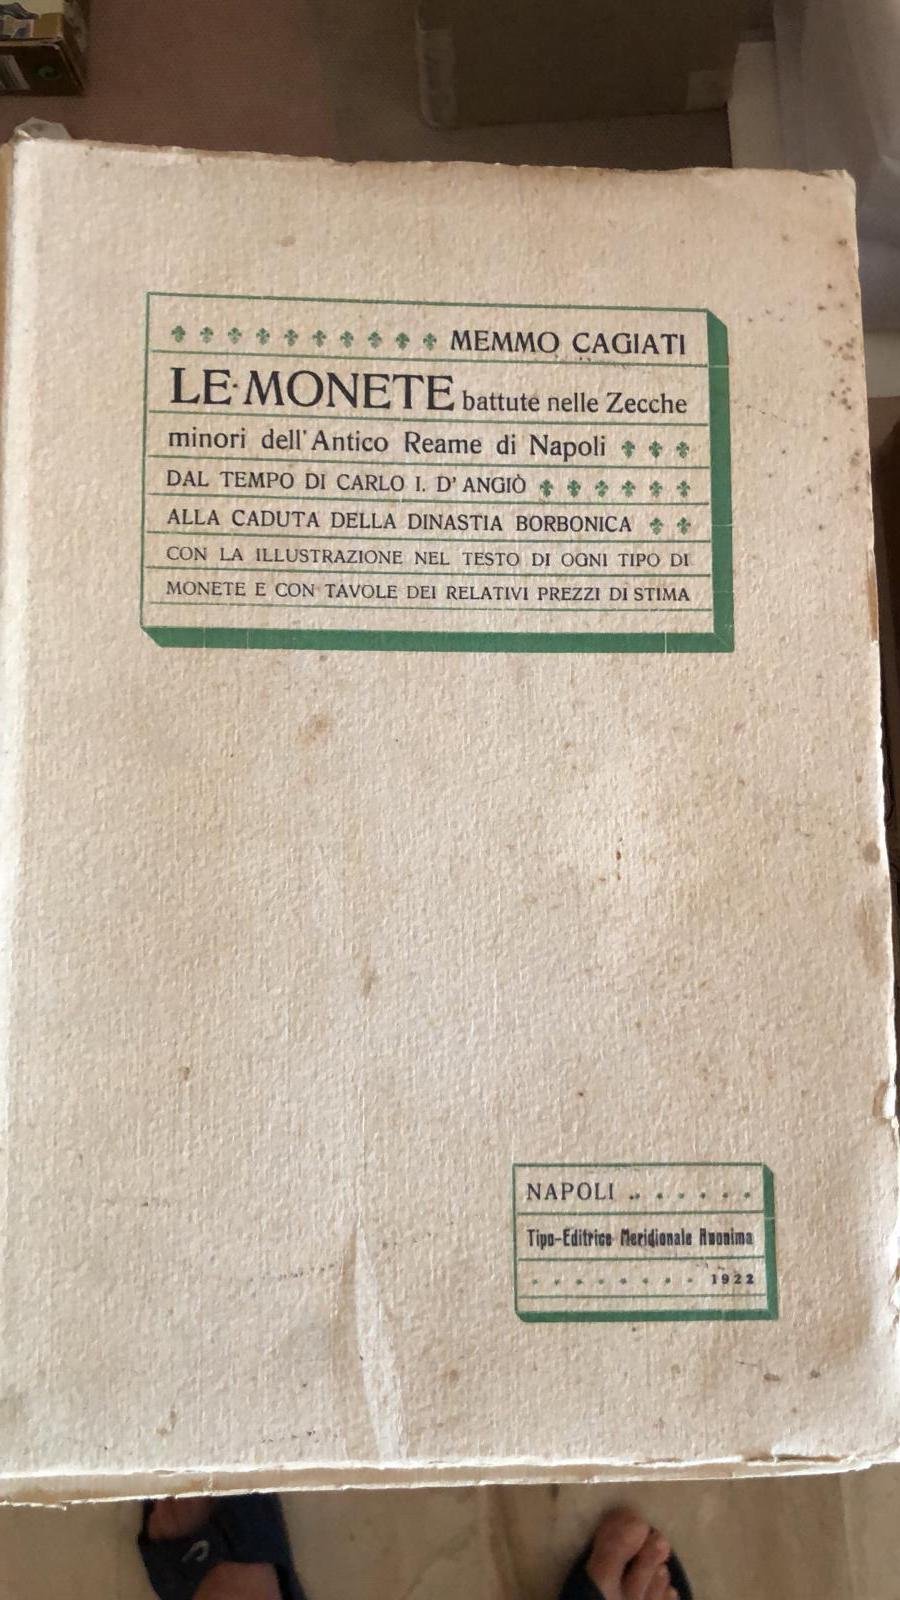 MEMMO CAGIATI
LE MONETE battute nelle Zecche
minori dell'Antico Reame di Napoli
DAL TEMPO DI CARLO I. D'ANGIÒ
ALLA CADUTA DELLA DINASTIA BORBONICA
CON LA ILLUSTRAZIONE NEL TESTO DI OGNI TIPO DI
MONETE E CON TAVOLE DEI RELATIVI PREZZI DI STIMA
NAPOLI
Tipo-Editrice Meridionale Anonima
1922